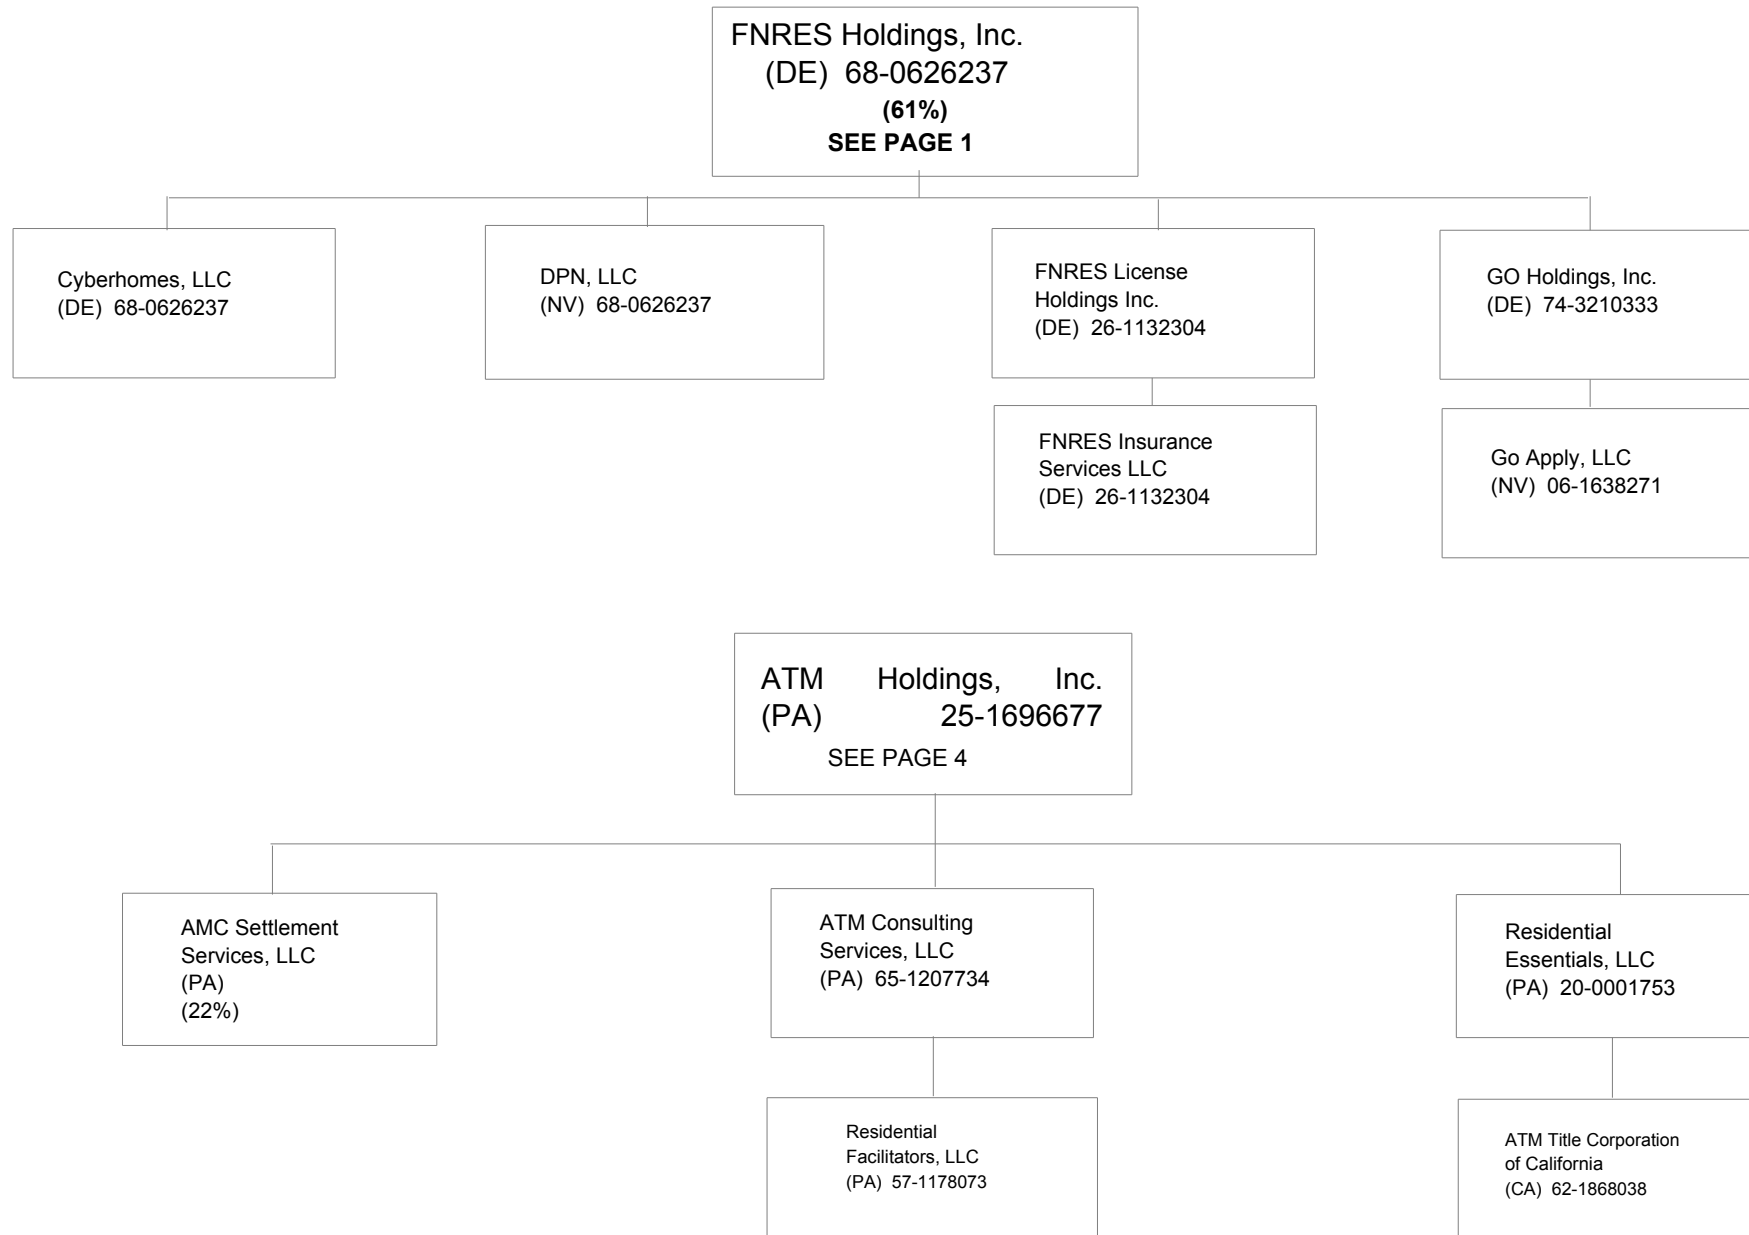 FNRES Holdings, Inc.
(DE) 68-0626237
(61%)
SEE PAGE 1
Cyberhomes, LLC
(DE) 68-0626237
DPN, LLC
(NV) 68-0626237
FNRES License
Holdings Inc.
(DE) 26-1132304
GO Holdings, Inc.
(DE) 74-3210333
FNRES Insurance
Services LLC
(DE) 26-1132304
Go Apply, LLC
(NV) 06-1638271
ATM Holdings, Inc.
(PA) 25-1696677
SEE PAGE 4
AMC Settlement
Services, LLC
(PA)
(22%)
ATM Consulting
Services, LLC
(PA) 65-1207734
Residential
Essentials, LLC
(PA) 20-0001753
Residential
Facilitators, LLC
(PA) 57-1178073
ATM Title Corporation
of California
(CA) 62-1868038